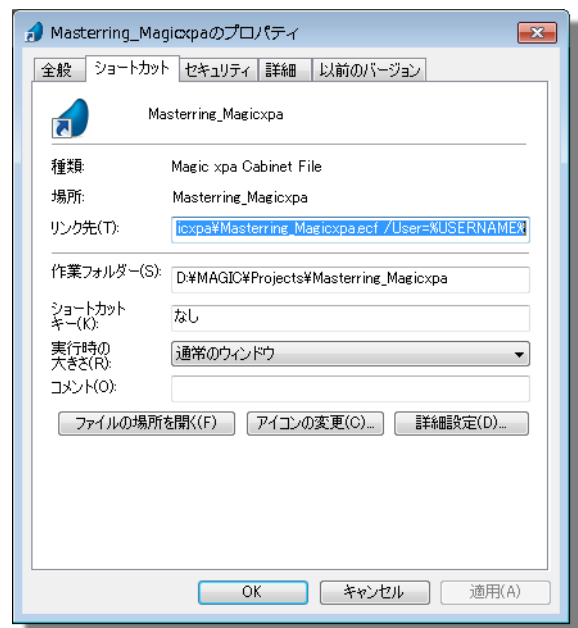 Masterring_Magicxpaのプロパティ
全般 ショートカット セキュリティ 詳細 以前のバージョン
Masterring_Magicxpa
種類: Magic xpa Cabinet File
場所: Masterring_Magicxpa
リンク先(T): icxpa¥Masterring_Magicxpa.ecf /User=%USERNAME%
作業フォルダー(S): D:¥MAGIC¥Projects¥Masterring_Magicxpa
ショートカット
キー(K): なし
実行時の
大きさ(R): 通常のウィンドウ
コメント(O):
ファイルの場所を開く(F) アイコンの変更(C)... 詳細設定(D)...
OK キャンセル 適用(A)